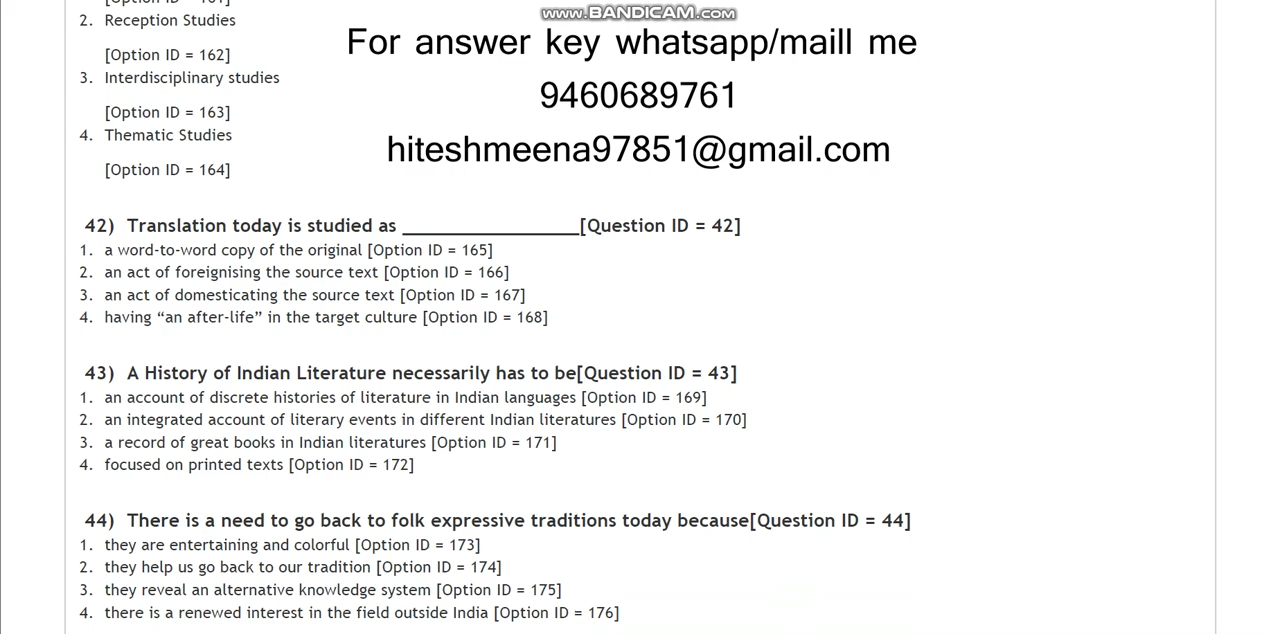 [Option ID = 161]
www.BANDICAM.com
2. Reception Studies
For answer key whatsapp/maill me
[Option ID = 162]
3. Interdisciplinary studies
9460689761
[Option ID = 163]
4. Thematic Studies
hiteshmeena97851@gmail.com
[Option ID = 164]
42) Translation today is studied as _________________[Question ID = 42]
1. a word-to-word copy of the original [Option ID = 165]
2. an act of foreignising the source text [Option ID = 166]
3. an act of domesticating the source text [Option ID = 167]
4. having “an after-life” in the target culture [Option ID = 168]
43) A History of Indian Literature necessarily has to be[Question ID = 43]
1. an account of discrete histories of literature in Indian languages [Option ID = 169]
2. an integrated account of literary events in different Indian literatures [Option ID = 170]
3. a record of great books in Indian literatures [Option ID = 171]
4. focused on printed texts [Option ID = 172]
44) There is a need to go back to folk expressive traditions today because[Question ID = 44]
1. they are entertaining and colorful [Option ID = 173]
2. they help us go back to our tradition [Option ID = 174]
3. they reveal an alternative knowledge system [Option ID = 175]
4. there is a renewed interest in the field outside India [Option ID = 176]